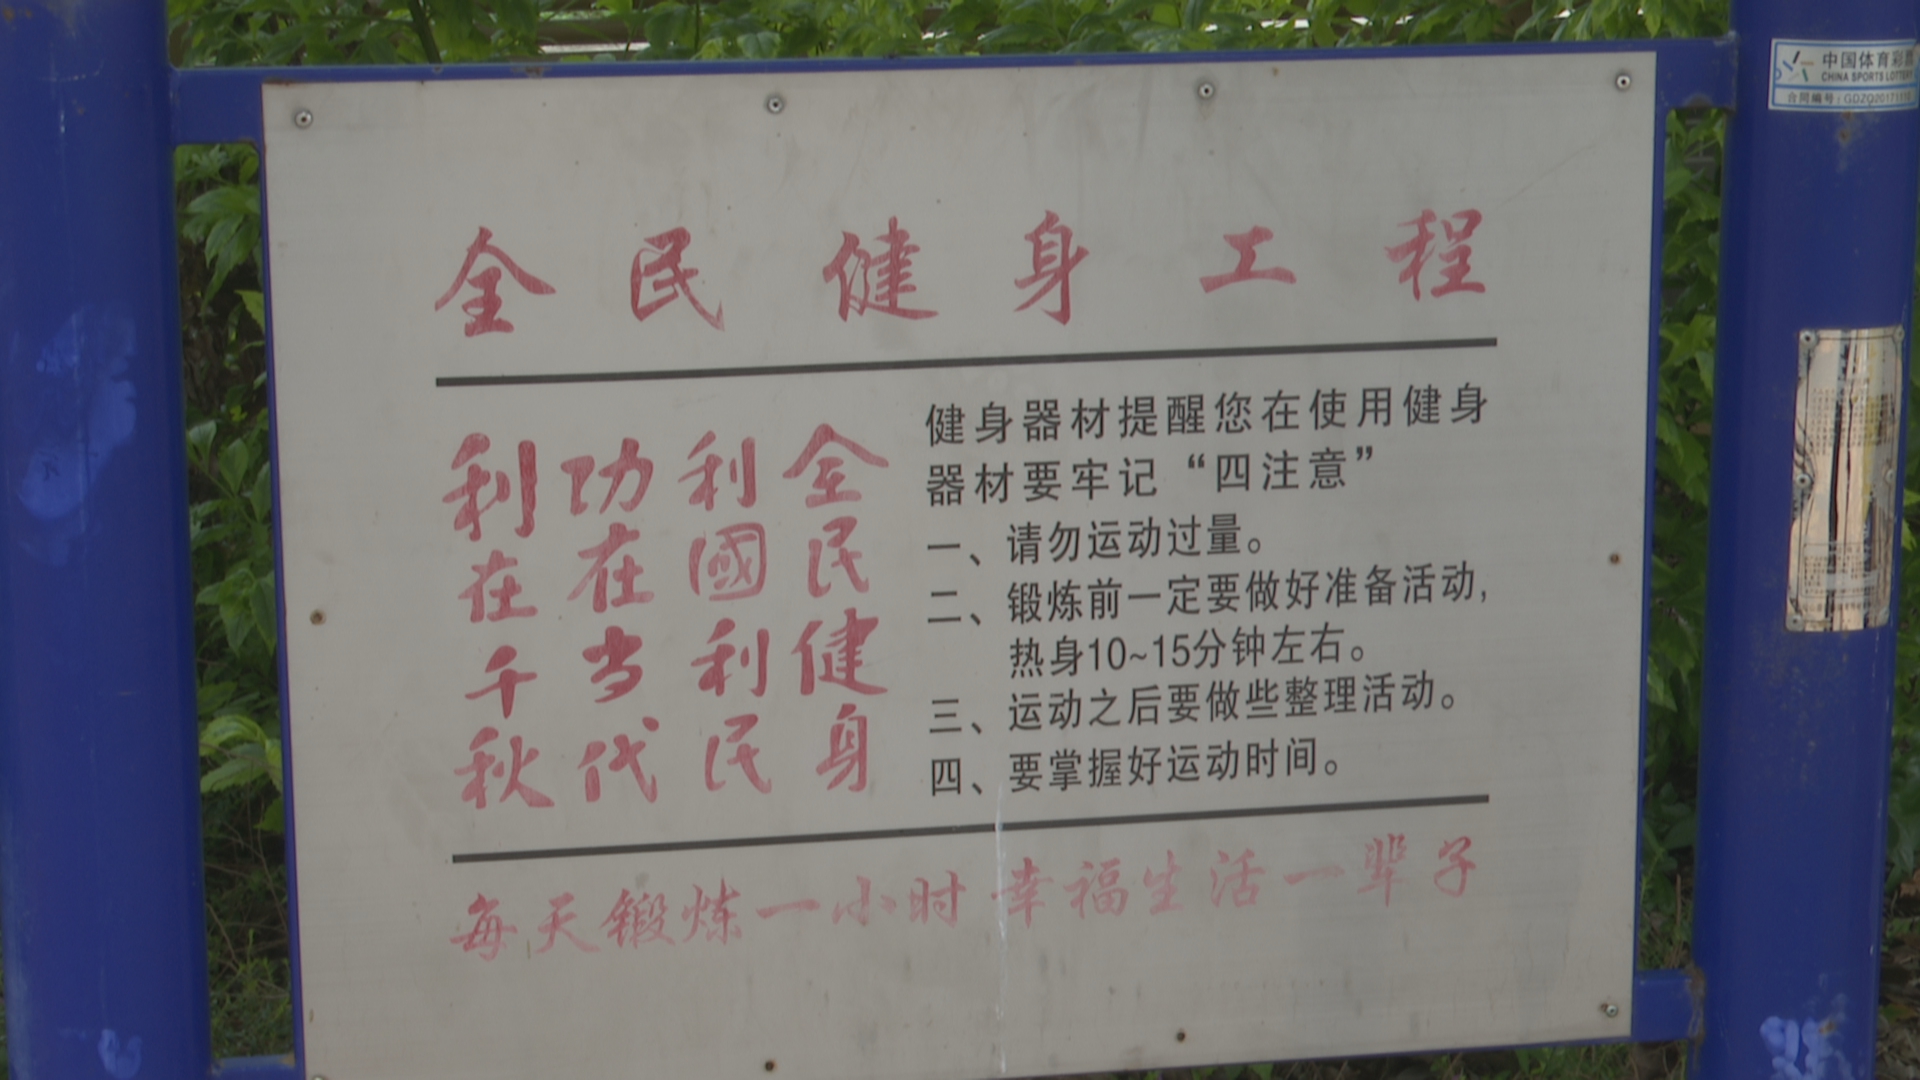 全民健身工程
全民健身
利國利民
功在当代
利在千秋
健身器材提醒您在使用健身
器材要牢记“四注意”
一、请勿运动过量。
二、锻炼前一定要做好准备活动,
热身10~15分钟左右。
三、运动之后要做些整理活动。
四、要掌握好运动时间。
每天锻炼一小时 幸福生活一辈子
中国体育彩票
CHINA SPORTS LOTTERY
合同编号: